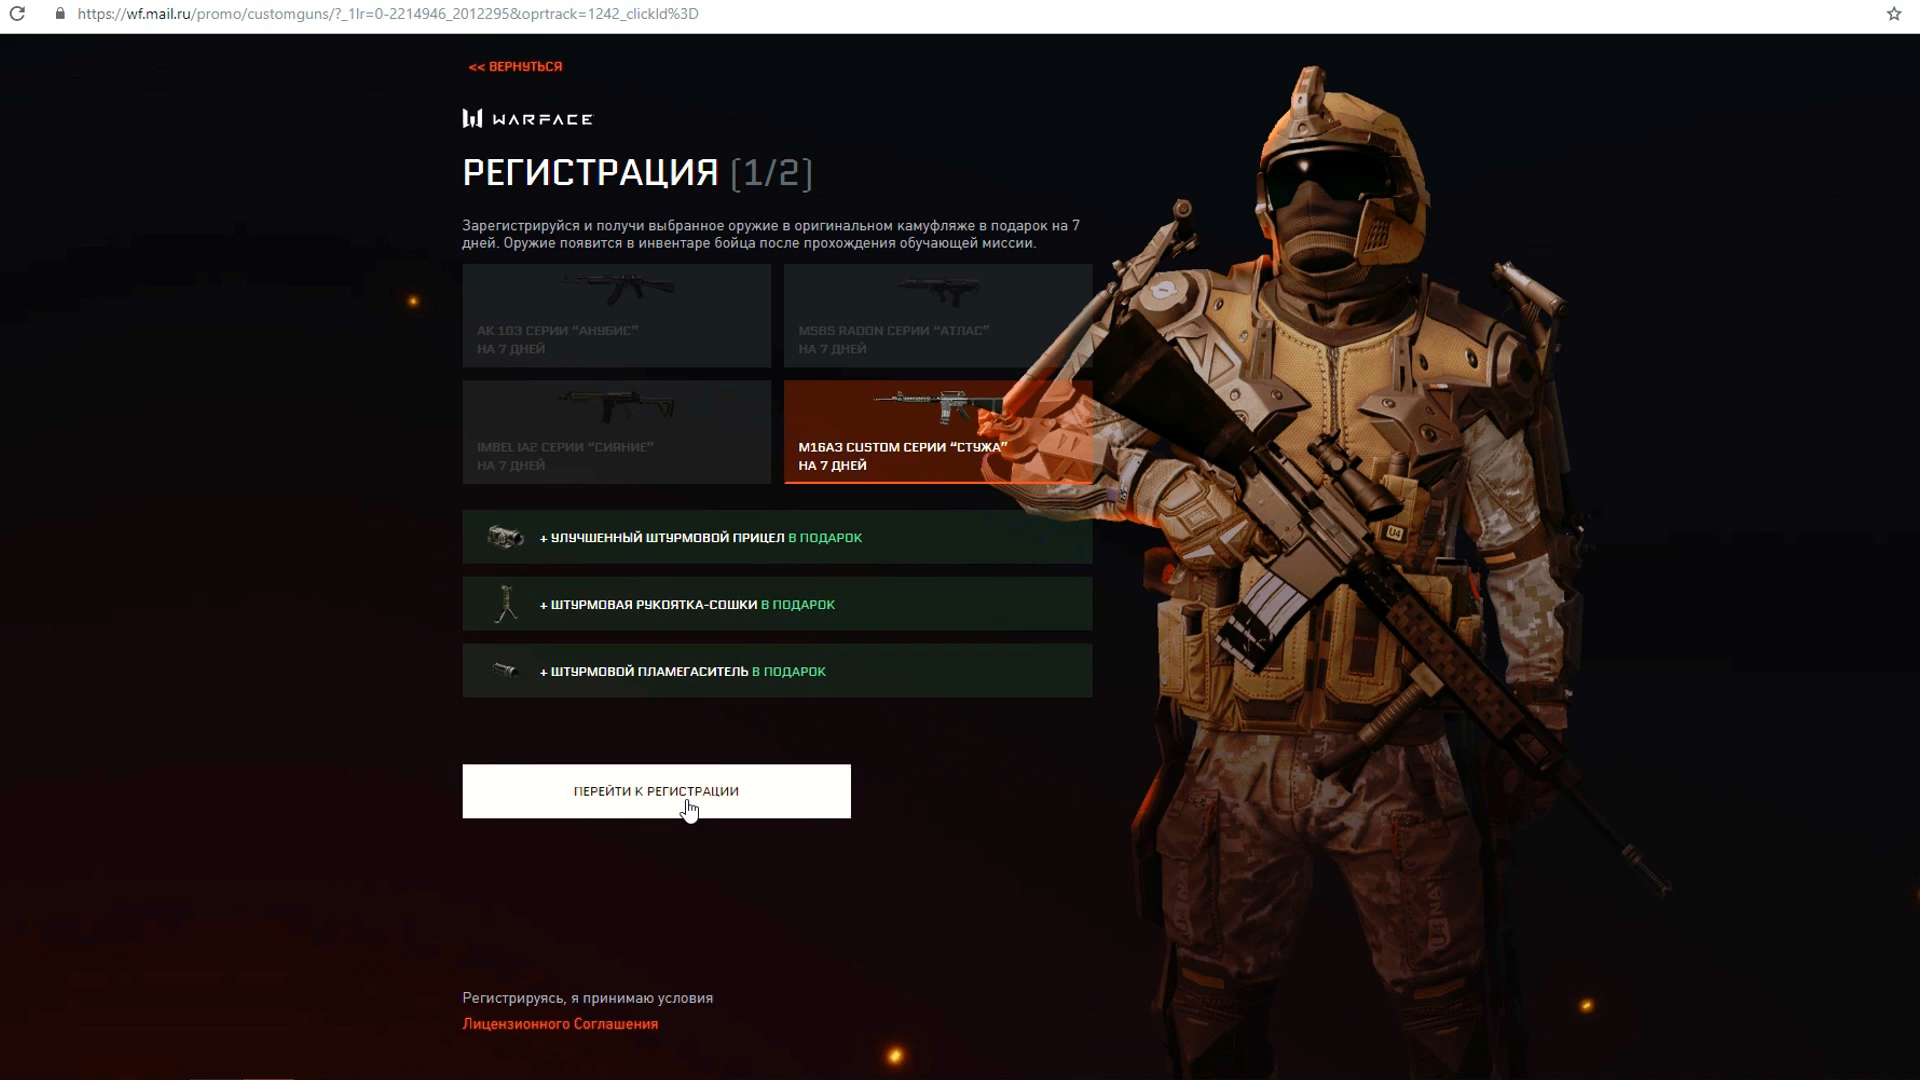 https://wf.mail.ru/promo/customguns/?_1lr=0-2214946_2012295&oprtrack=1242_clickId%3D
<< ВЕРНУТЬСЯ
WARFACE
РЕГИСТРАЦИЯ [1/2]
Зарегистрируйся и получи выбранное оружие в оригинальном камуфляже в подарок на 7
дней. Оружие появится в инвентаре бойца после прохождения обучающей миссии.
АК 103 СЕРИИ “АНУБИС”
НА 7 ДНЕЙ
MSBS RADON СЕРИИ “АТЛАС”
НА 7 ДНЕЙ
IMBEL IA2 СЕРИИ “СИЯНИЕ”
НА 7 ДНЕЙ
M16A3 CUSTOM СЕРИИ “СТУЖА”
НА 7 ДНЕЙ
+ УЛУЧШЕННЫЙ ШТУРМОВОЙ ПРИЦЕЛ В ПОДАРОК
+ ШТУРМОВАЯ РУКОЯТКА-СОШКИ В ПОДАРОК
+ ШТУРМОВОЙ ПЛАМЕГАСИТЕЛЬ В ПОДАРОК
U4
ПЕРЕЙТИ К РЕГИСТРАЦИИ
Регистрируясь, я принимаю условия
Лицензионного Соглашения